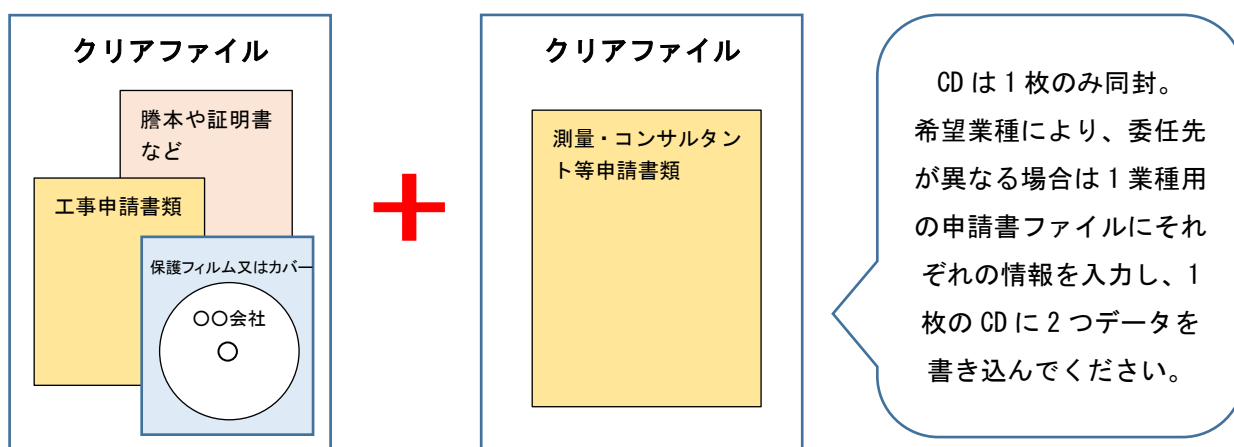 クリアファイル
謄本や証明書
など
工事申請書類
保護フィルム又はカバー
〇〇会社
クリアファイル
測量・コンサルタン
ト等申請書類
CD は 1 枚のみ同封。
希望業種により、委任先
が異なる場合は 1 業種用
の申請書ファイルにそれ
ぞれの情報を入力し、1
枚の CD に 2 つデータを
書き込んでください。